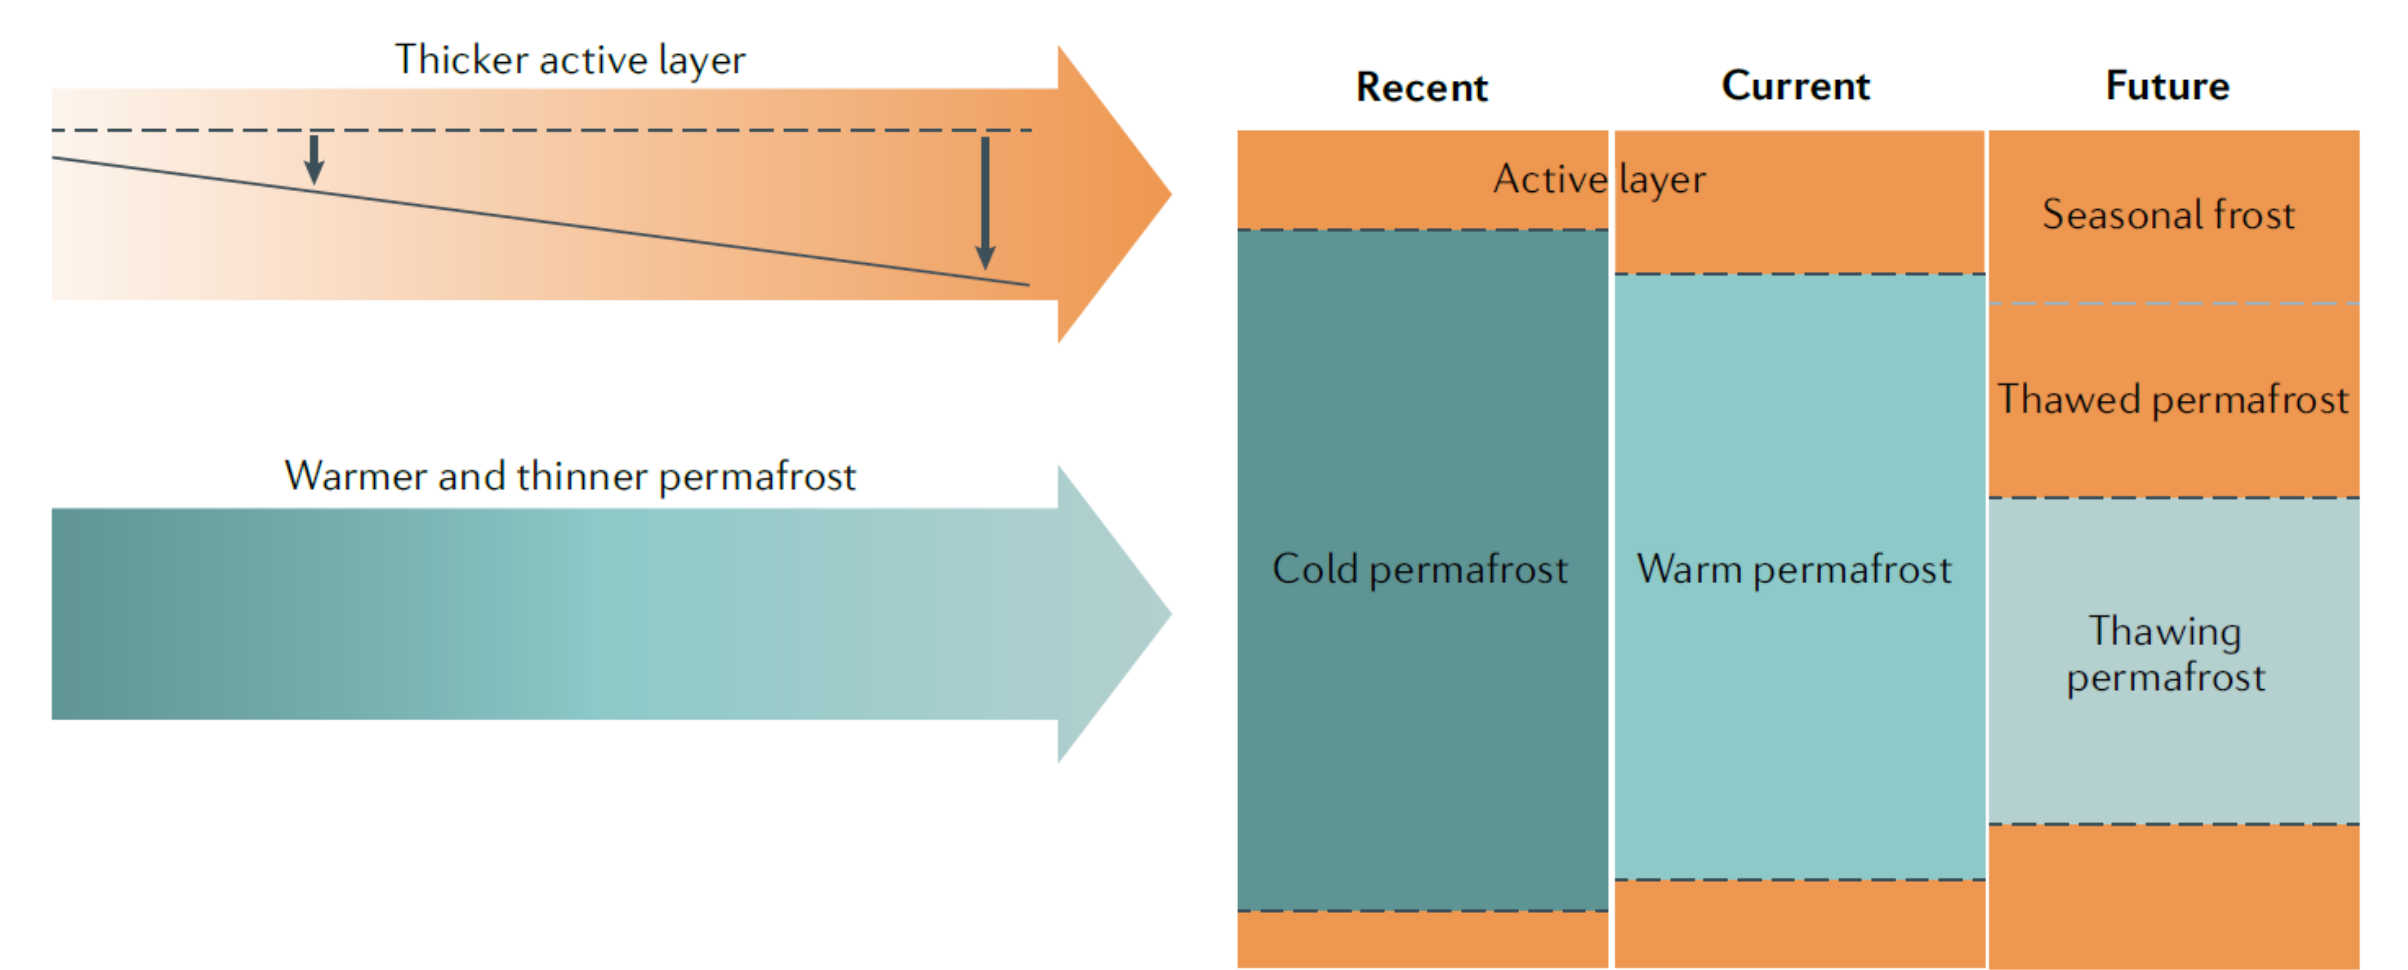 Thicker active layer
Warmer and thinner permafrost
Recent
Current
Future
Active layer
Seasonal frost
Thawed permafrost
Cold permafrost
Warm permafrost
Thawing
permafrost